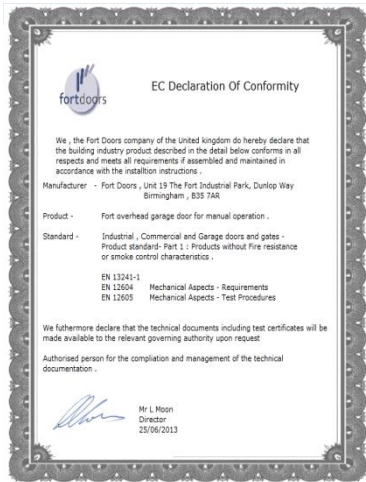 fortdoors
EC Declaration Of Conformity
We , the Fort Doors company of the United kingdom do hereby declare that
the building industry product described in the detail below conforms in all
respects and meets all requirements if assembled and maintained in
accordance with the installtion instructions .
Manufacturer - Fort Doors , Unit 19 The Fort Industrial Park, Dunlop Way
Birmingham , B35 7AR
Product - Fort overhead garage door for manual operation .
Standard - Industrial , Commercial and Garage doors and gates -
Product standard- Part 1 : Products without Fire resistance
or smoke control characteristics .
EN 13241-1
EN 12604 Mechanical Aspects - Requirements
EN 12605 Mechanical Aspects - Test Procedures
We futhermore declare that the technical documents including test certificates will be
made available to the relevant governing authority upon request
Authorised person for the compliation and management of the technical
documentation .
Mr L Moon
Director
25/06/2013